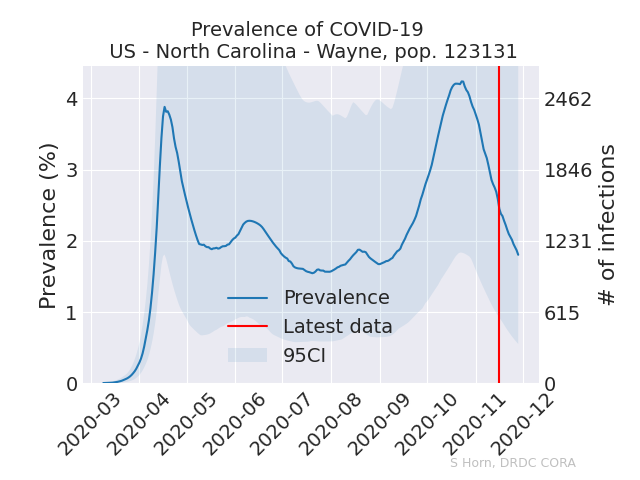 Prevalence of COVID-19
US - North Carolina - Wayne, pop. 123131
Prevalence (%)
4
3
2
1
0
2462
1846
1231
615
0
# of infections
Prevalence
Latest data
95CI
2020-03
2020-04
2020-05
2020-06
2020-07
2020-08
2020-09
2020-10
2020-11
2020-12
S Horn, DRDC CORA